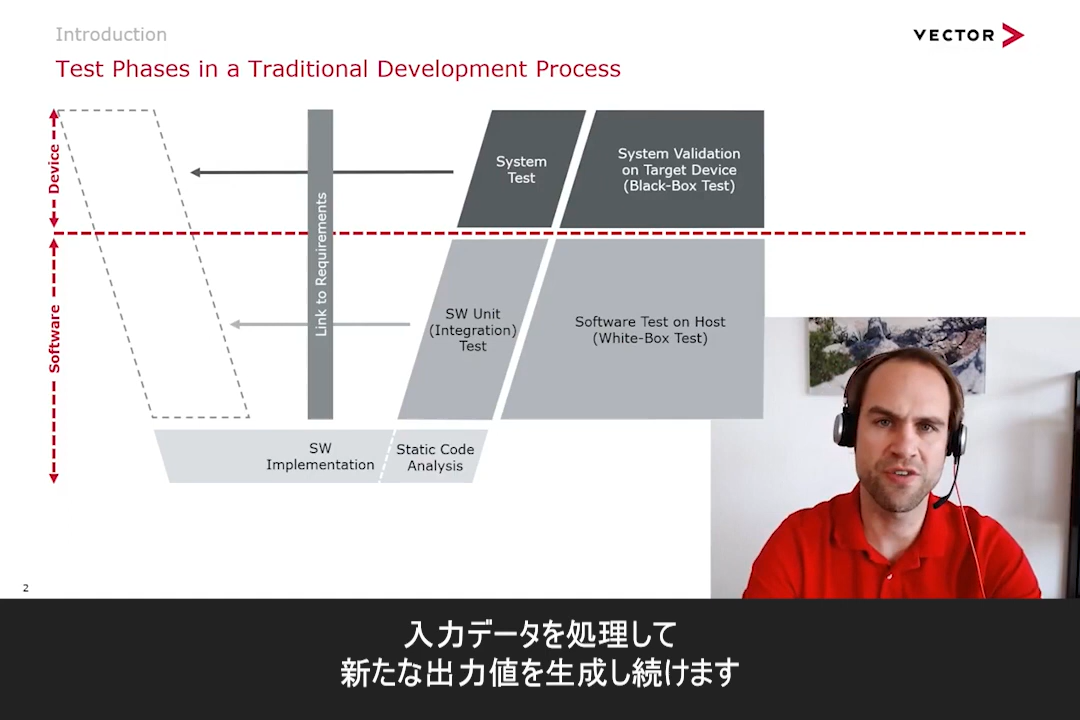 Introduction
VECTOR
Test Phases in a Traditional Development Process
Device
Software
Link to Requirements
System
Test
System Validation
on Target Device
(Black-Box Test)
SW Unit
(Integration)
Test
Software Test on Host
(White-Box Test)
SW
Implementation
Static Code
Analysis
2
入力データを処理して
新たな出力値を生成し続けます